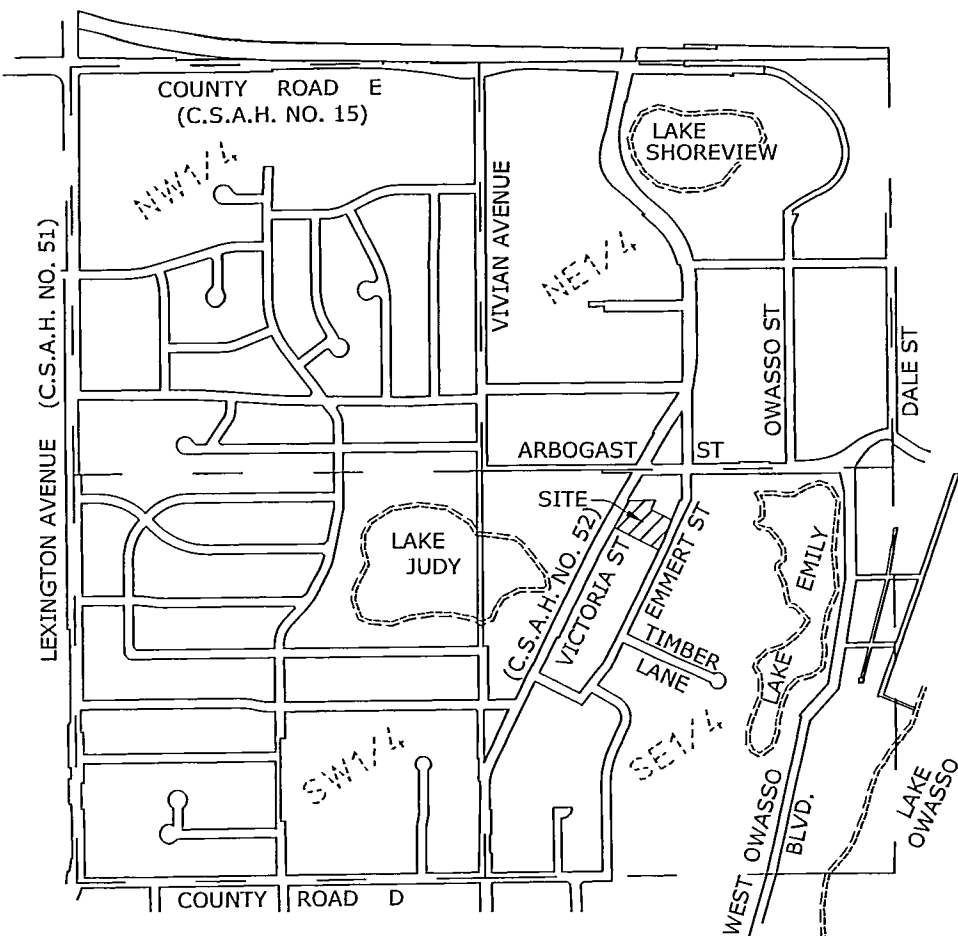 COUNTY ROAD E
(C.S.A.H. NO. 15)
LAKE
SHOREVIEW
NW1/4
VIVIAN AVENUE
NE1/4
LEXINGTON AVENUE (C.S.A.H. NO. 51)
OWASSO ST
DALE ST
ARBOGAST ST
SITE
LAKE
JUDY
(C.S.A.H. NO. 52)
VICTORIA ST
EMMERT ST
LAKE EMILY
TIMBER
LANE
SW1/4
SE1/4
WEST OWASSO
BLVD.
LAKE
OWASSO
COUNTY ROAD D